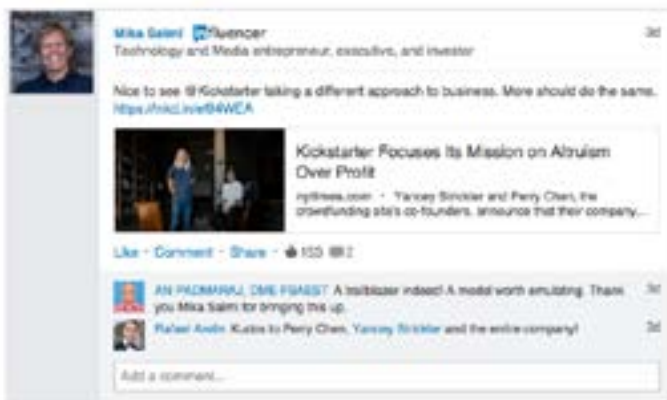 Mika Salmi influencer 3d
Technology and Media entrepreneur, executive, and investor
Nice to see @Kickstarter taking a different approach to business. More should do the same.
Kickstarter Focuses Its Mission on Altruism
Over Profit
nytimes.com · Yancey Strickler and Perry Chen, the
crowdfunding site's co-founders, announce that their company...
Like · Comment · Share · 153 2
A trailblazer indeed! A model worth emulating. Thank 3d
you Mika Salmi for bringing this up.
Rafael Kudos to Perry Chen, Yancey Strickler and the entire company! 3d
Add a comment...